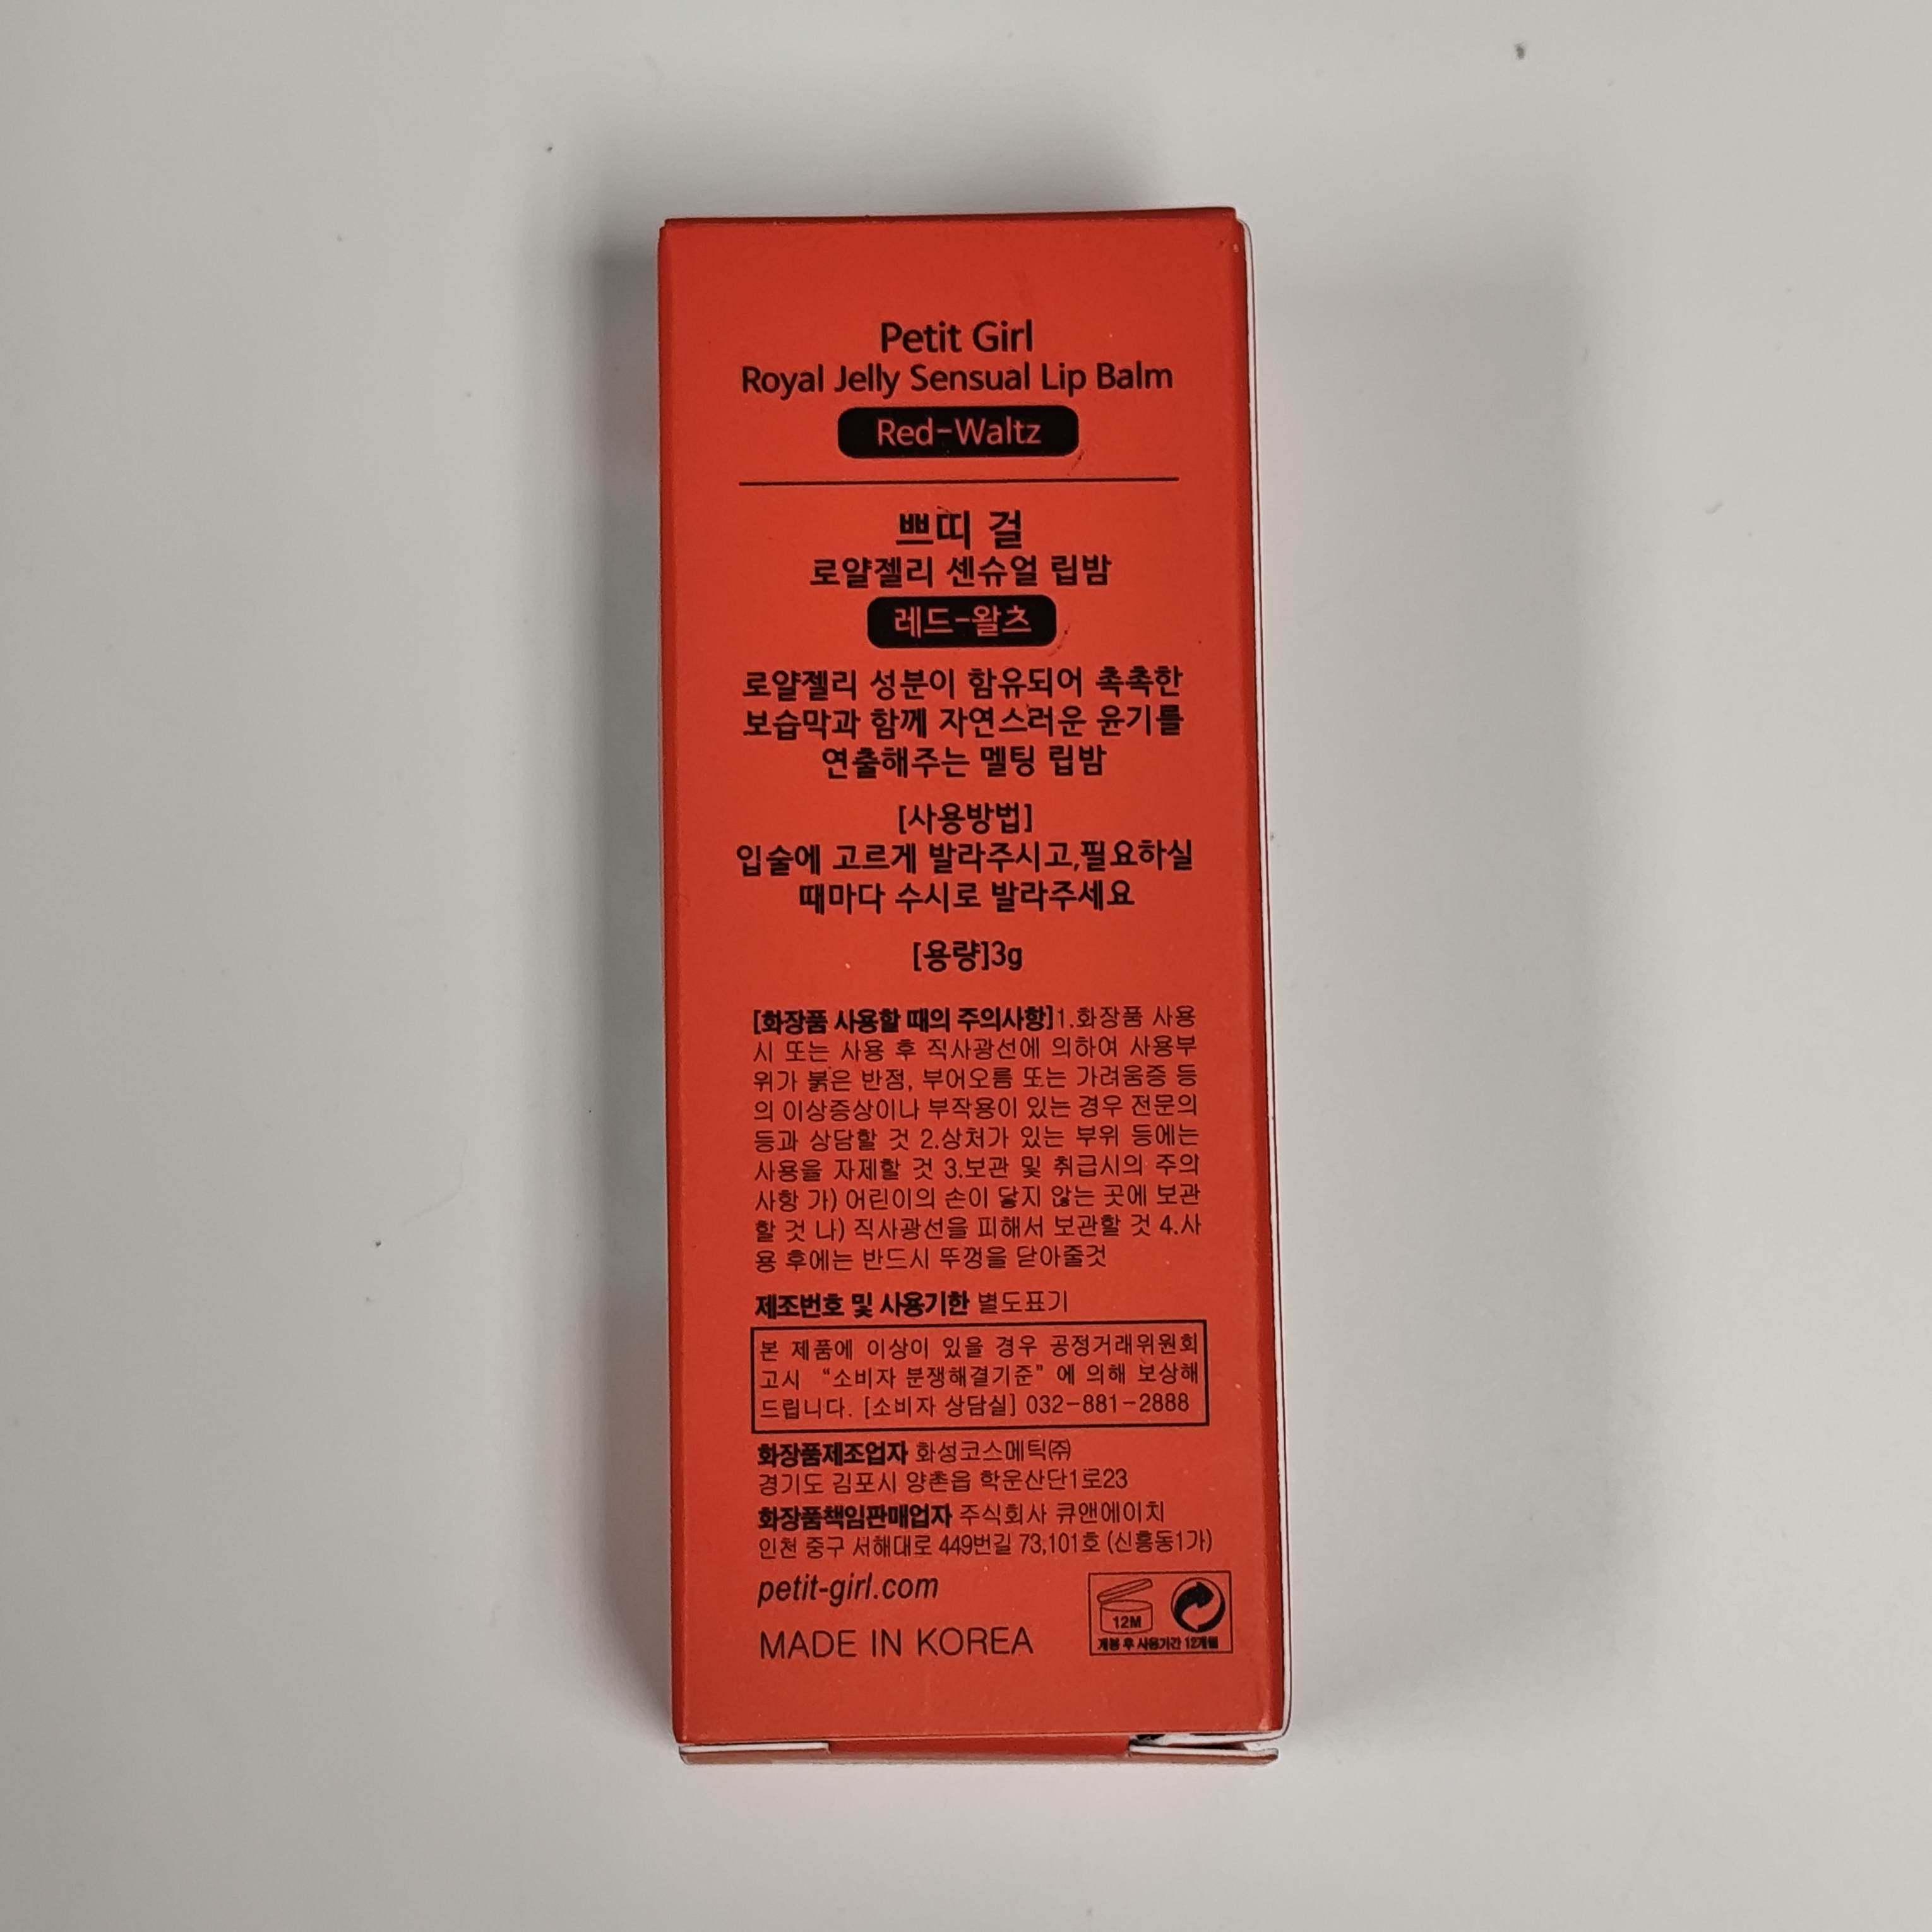 Petit Girl
Royal Jelly Sensual Lip Balm
Red-Waltz
쁘띠 걸
로얄젤리 센슈얼 립밤
레드-왈츠
로얄젤리 성분이 함유되어 촉촉한
보습막과 함께 자연스러운 윤기를
연출해주는 멜팅 립밤
[사용방법]
입술에 고르게 발라주시고,필요하실
때마다 수시로 발라주세요
[용량]3g
[화장품 사용할 때의 주의사항]1.화장품 사용
시 또는 사용 후 직사광선에 의하여 사용부
위가 붉은 반점, 부어오름 또는 가려움증 등
의 이상증상이나 부작용이 있는 경우 전문의
등과 상담할 것 2.상처가 있는 부위 등에는
사용을 자제할 것 3.보관 및 취급시의 주의
사항 가) 어린이의 손이 닿지 않는 곳에 보관
할 것 나) 직사광선을 피해서 보관할 것 4.사
용 후에는 반드시 뚜껑을 닫아줄것
제조번호 및 사용기한 별도표기
본 제품에 이상이 있을 경우 공정거래위원회
고시 “소비자 분쟁해결기준” 에 의해 보상해
드립니다. [소비자 상담실] 032-881-2888
화장품제조업자 화성코스메틱㈜
경기도 김포시 양촌읍 학운산단1로23
화장품책임판매업자 주식회사 큐앤에이치
인천 중구 서해대로 449번길 73,101호 (신흥동1가)
petit-girl.com
MADE IN KOREA
12M
개봉 후 사용기간 12개월